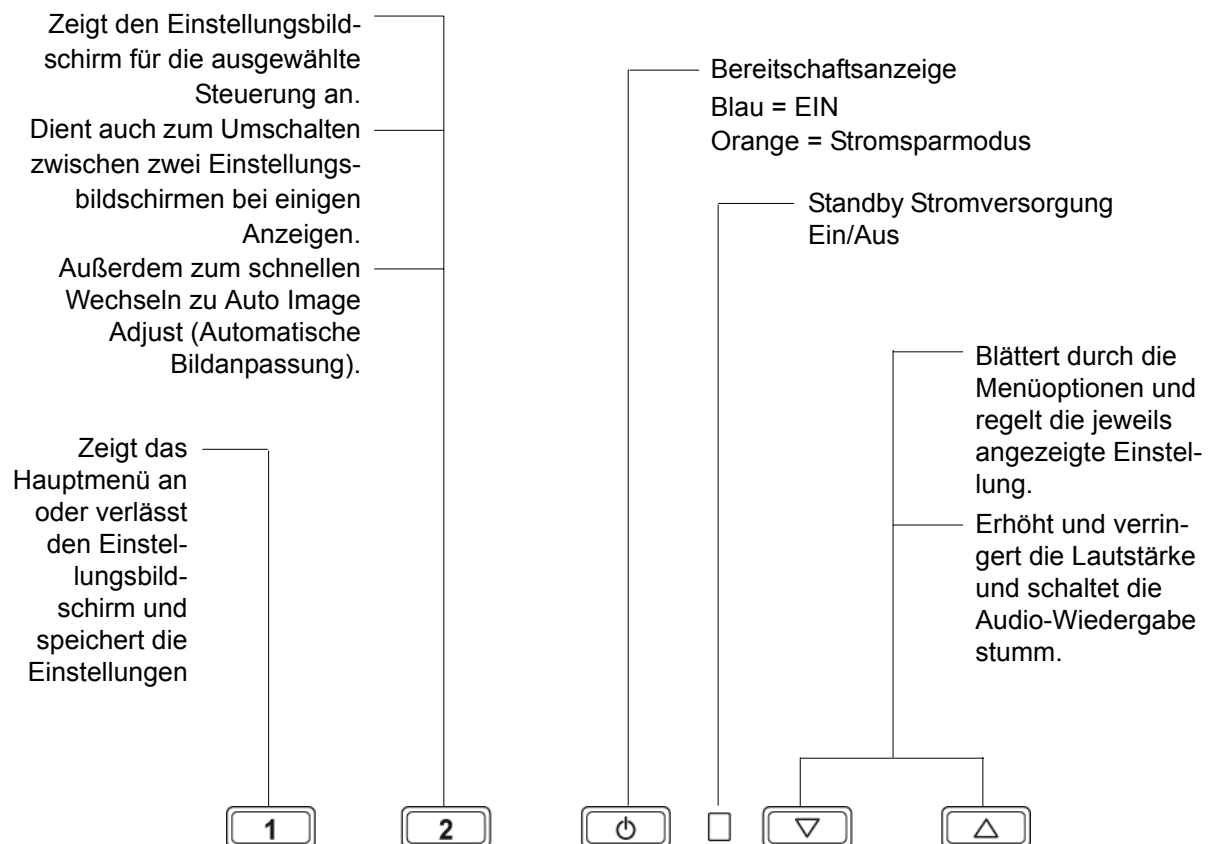 Zeigt den Einstellungsbild-
schirm für die ausgewählte
Steuerung an.
Dient auch zum Umschalten
zwischen zwei Einstellungs-
bildschirmen bei einigen
Anzeigen.
Außerdem zum schnellen
Wechseln zu Auto Image
Adjust (Automatische
Bildanpassung).
Zeigt das
Hauptmenü an
oder verlässt
den Einstel-
lungsbild-
schirm und
speichert die
Einstellungen
Bereitschaftsanzeige
Blau = EIN
Orange = Stromsparmodus
Standby Stromversorgung
Ein/Aus
Blättert durch die
Menüoptionen und
regelt die jeweils
angezeigte Einstel-
lung.
Erhöht und verrin-
gert die Lautstärke
und schaltet die
Audio-Wiedergabe
stumm.
1
2